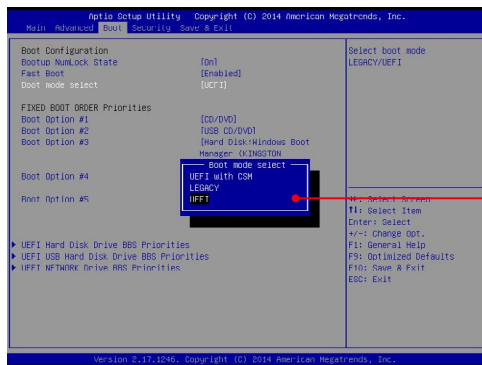 Aptio Setup Utility Copyright (C) 2014 American Megatrends, Inc.
Main Advanced Boot Security Save & Exit
Boot Configuration
Select boot mode
Bootup NumLock State [On]
LEGACY/UEFI
Fast Boot [Enabled]
Boot mode select [UEFI]
FIXED BOOT ORDER Priorities
Boot Option #1 [CD/DVD]
Boot Option #2 [USB CD/DVD]
Boot Option #3 [Hard Disk:Windows Boot
Manager (KINGSTON
Boot mode select
Boot Option #4
UEFI with CSM
LEGACY
Boot Option #5
UEFI
: Select Screen
↑↓: Select Item
Enter: Select
+/-: Change Opt.
▶ UEFI Hard Disk Drive BBS Priorities
F1: General Help
▶ UEFI USB Hard Disk Drive BBS Priorities
F9: Optimized Defaults
▶ UEFI NETWORK Drive BBS Priorities
F10: Save & Exit
ESC: Exit
Version 2.17.1246. Copyright (C) 2014 American Megatrends, Inc.